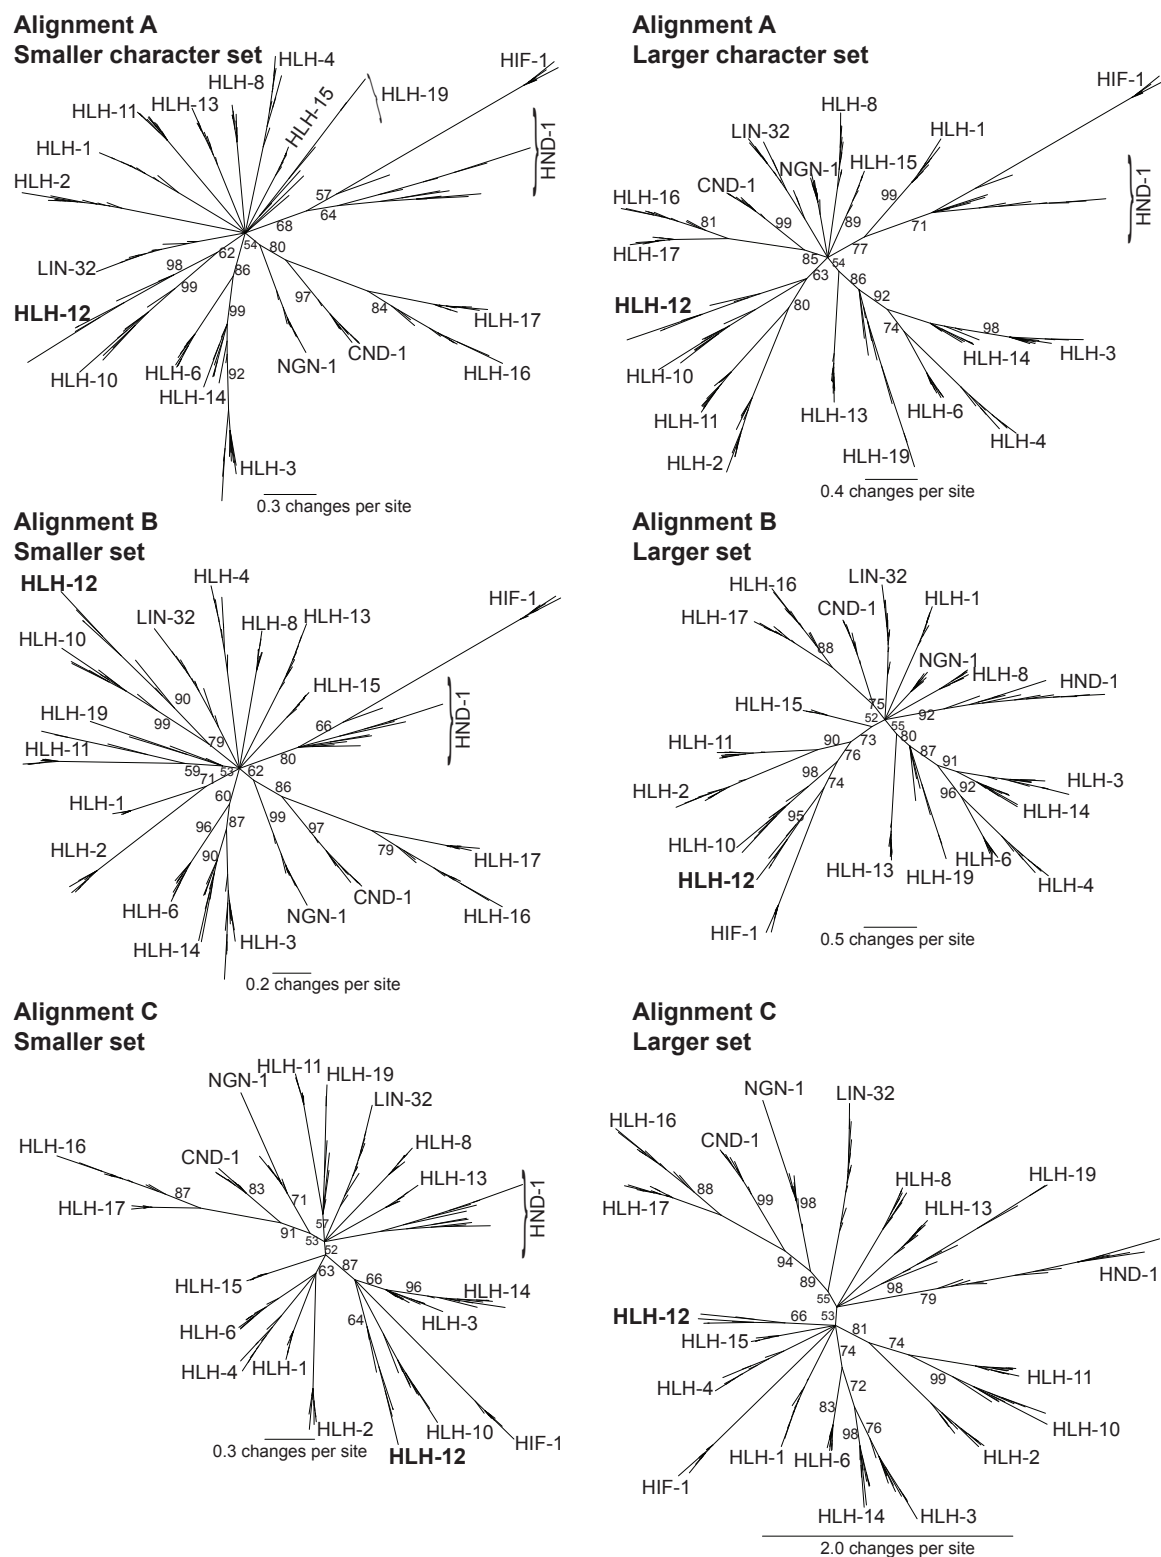 Alignment A
Smaller character set
HLH-4
HIF-1
HLH-8
HLH-19
HLH-13
HLH-11
HLH-15
HND-1
HLH-1
HLH-2
57
64
68
54
80
62
86
LIN-32
98
99
97
84
HLH-12
99
HLH-17
CND-1
NGN-1
HLH-16
HLH-6
HLH-10
92
HLH-14
HLH-3
0.3 changes per site
Alignment A
Larger character set
HIF-1
HLH-8
LIN-32
HLH-1
HLH-15
NGN-1
CND-1
HND-1
HLH-16
99
81
99
89
71
HLH-17
77
85
54
63
86
HLH-12
80
92
74
98
HLH-3
HLH-14
HLH-10
HLH-13
HLH-6
HLH-11
HLH-4
HLH-19
HLH-2
0.4 changes per site
Alignment B
Smaller set
HLH-4
HLH-12
HIF-1
LIN-32
HLH-8
HLH-13
HLH-10
HLH-15
90
HND-1
HLH-19
99
66
79
HLH-11
80
59
71
53
62
86
HLH-1
60
96
87
99
97
HLH-2
90
79
HLH-17
CND-1
HLH-6
NGN-1
HLH-16
HLH-14
HLH-3
0.2 changes per site
Alignment B
Larger set
LIN-32
HLH-16
CND-1
HLH-1
HLH-17
88
NGN-1
HLH-8
HND-1
HLH-15
75
52
92
55
HLH-11
90
73
80
76
87
91
98
74
HLH-3
HLH-2
96
92
HLH-14
95
HLH-10
HLH-6
HLH-12
HLH-13
HLH-19
HLH-4
HIF-1
0.5 changes per site
Alignment C
Smaller set
HLH-11
NGN-1
HLH-19
LIN-32
HLH-16
HLH-8
CND-1
HLH-13
87
83
HND-1
71
HLH-17
57
91
53
52
63
87
HLH-15
66
96
HLH-14
64
HLH-3
HLH-6
HLH-4
HLH-1
HLH-2
HLH-10
HIF-1
0.3 changes per site
HLH-12
Alignment C
Larger set
NGN-1
LIN-32
HLH-16
CND-1
HLH-8
HLH-19
88
99
98
HLH-17
HLH-13
94
HND-1
89
98
79
55
HLH-12
66
53
81
HLH-15
74
74
HLH-4
72
99
HLH-11
83
76
98
HLH-10
HLH-1
HLH-6
HLH-2
HIF-1
HLH-14
HLH-3
2.0 changes per site